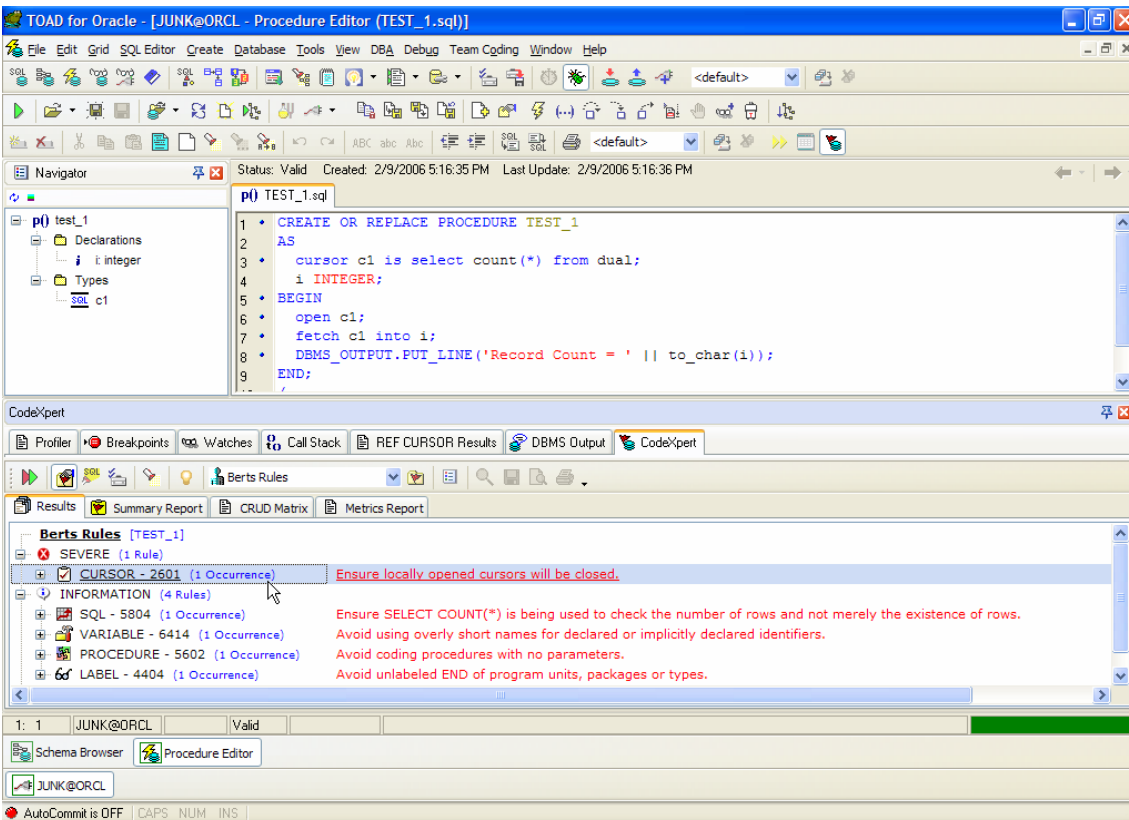 TOAD for Oracle - [JUNK@ORCL - Procedure Editor (TEST_1.sql)]
File Edit Grid SQL Editor Create Database Tools View DBA Debug Team Coding Window Help
<default>
ABC abc Abc <default>
Navigator
Status: Valid Created: 2/9/2006 5:16:35 PM Last Update: 2/9/2006 5:16:36 PM
p() TEST_1.sql
p() test_1
Declarations
i i: integer
Types
SQL c1
1 CREATE OR REPLACE PROCEDURE TEST_1
2 AS
3 cursor c1 is select count(*) from dual;
4 i INTEGER;
5 BEGIN
6 open c1;
7 fetch c1 into i;
8 DBMS_OUTPUT.PUT_LINE('Record Count = ' || to_char(i));
9 END;
/
CodeXpert
Profiler Breakpoints Watches Call Stack REF CURSOR Results DBMS Output CodeXpert
SQL Berts Rules
Results Summary Report CRUD Matrix Metrics Report
Berts Rules [TEST_1]
SEVERE (1 Rule)
CURSOR - 2601 (1 Occurrence) Ensure locally opened cursors will be closed.
INFORMATION (4 Rules)
SQL - 5804 (1 Occurrence) Ensure SELECT COUNT(*) is being used to check the number of rows and not merely the existence of rows.
VARIABLE - 6414 (1 Occurrence) Avoid using overly short names for declared or implicitly declared identifiers.
PROCEDURE - 5602 (1 Occurrence) Avoid coding procedures with no parameters.
LABEL - 4404 (1 Occurrence) Avoid unlabeled END of program units, packages or types.
1: 1 JUNK@ORCL Valid
Schema Browser Procedure Editor
JUNK@ORCL
AutoCommit is OFF CAPS NUM INS